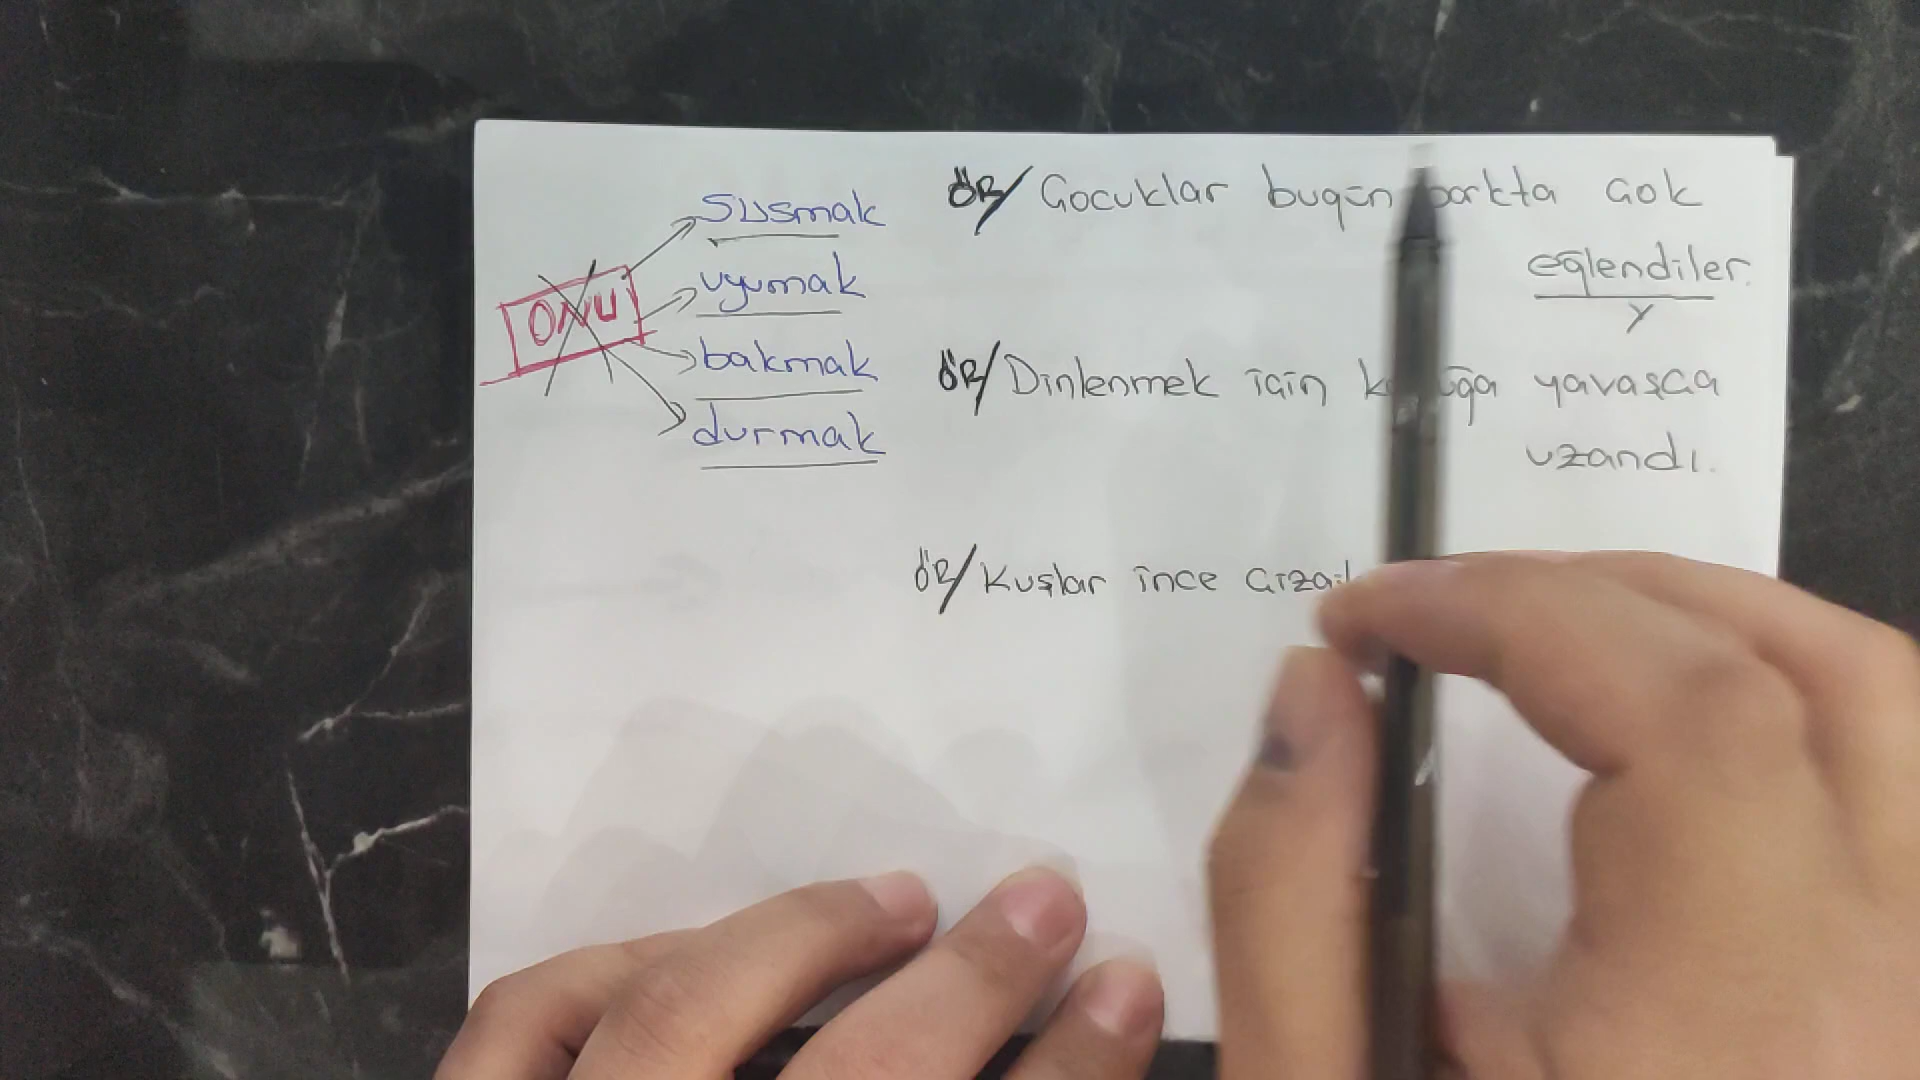 ONU
susmak
uyumak
bakmak
durmak
ÖR/ Çocuklar bugün parkta çok
eğlendiler.
Y
ÖR/ Dinlenmek için yavaşça
uzandı.
ÖR/ Kuşlar ince